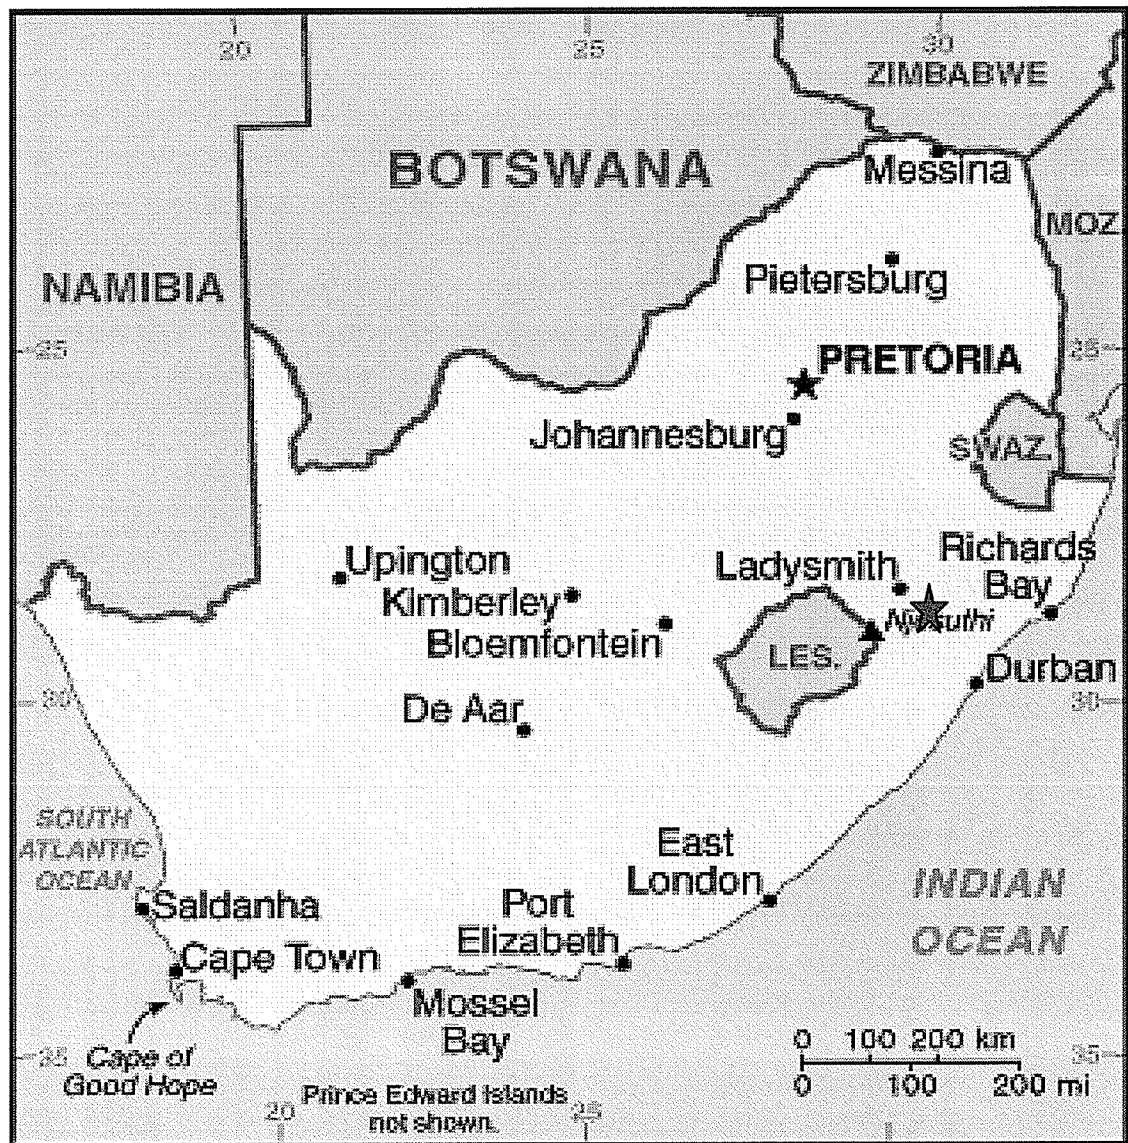 20 25 30
ZIMBABWE
BOTSWANA
Messina
MOZ.
Pietersburg
NAMIBIA
25 PRETORIA 25
Johannesburg
SWAZ.
Richards
Bay
Upington
Ladysmith
Kimberley
Bloemfontein
LES.
Durban
De Aar
30 30
SOUTH
ATLANTIC
OCEAN
East
London
INDIAN
OCEAN
Saldanha
Port
Elizabeth
Cape Town
Mossel
Bay
0 100 200 km
0 100 200 mi
35 35
Cape of
Good Hope
Prince Edward Islands
not shown.
20 25